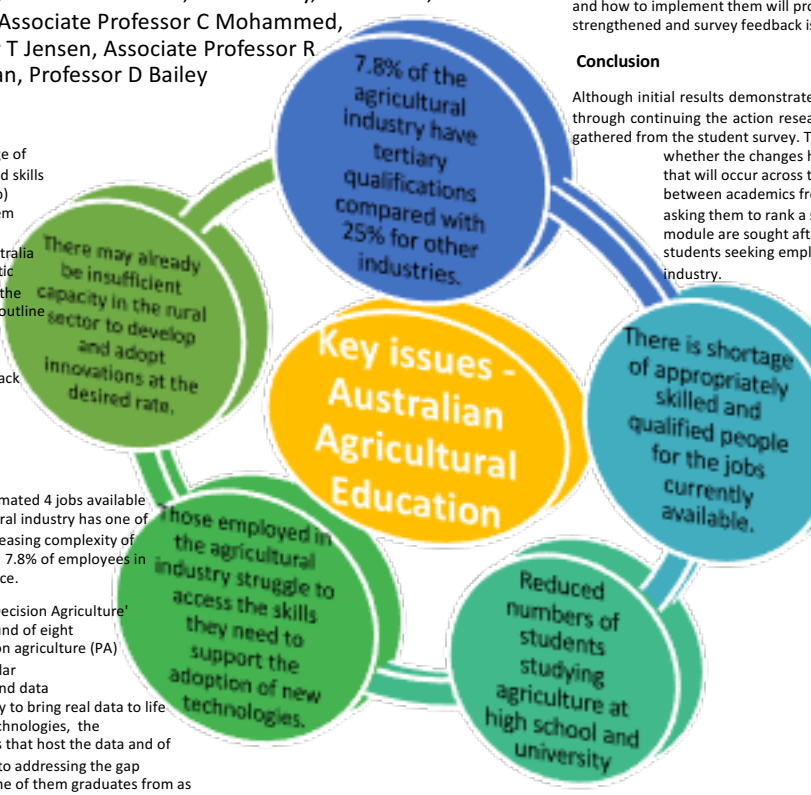 Associate Professor C Mohammed,
T Jensen, Associate Professor R
an, Professor D Bailey
ge of
d skills
o)
em
tralia
tic
the
outline
ack
mated 4 jobs available
ral industry has one of
easing complexity of
7.8% of employees in
ce.
Decision Agriculture'
und of eight
on agriculture (PA)
lar
nd data
y to bring real data to life
chnologies, the
s that host the data and of
to addressing the gap
ne of them graduates from as
7.8% of the
agricultural
industry have
tertiary
qualifications
compared with
25% for other
industries.
There may already
be insufficient
capacity in the rural
sector to develop
and adopt
innovations at the
desired rate.
Key issues -
Australian
Agricultural
Education
There is shortage
of appropriately
skilled and
qualified people
for the jobs
currently
available.
Those employed in
the agricultural
industry struggle to
access the skills
they need to
support the
adoption of new
technologies.
Reduced
numbers of
students
studying
agriculture at
high school and
university
and how to implement them will pro
strengthened and survey feedback is
Conclusion
Although initial results demonstrate
through continuing the action resea
gathered from the student survey. T
whether the changes h
that will occur across t
between academics fro
asking them to rank a s
module are sought aft
students seeking empl
industry.